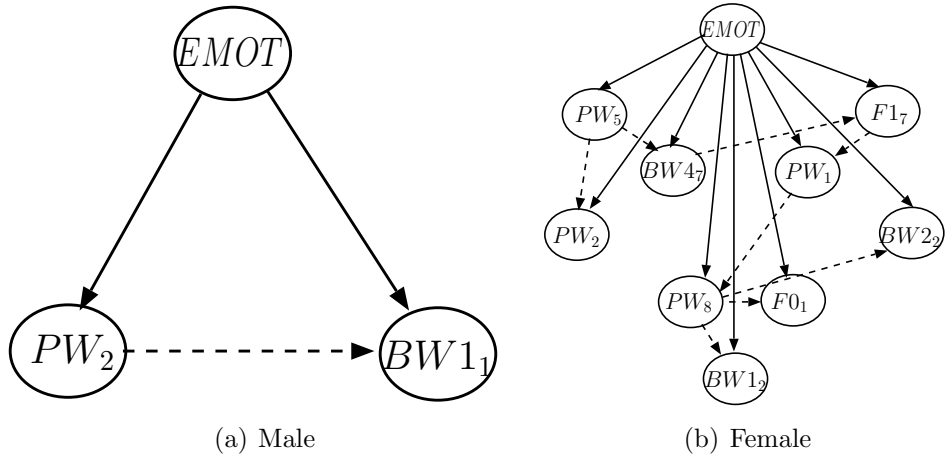 EMOT
PW₂
BW1₁
(a) Male
EMOT
PW₅
F1₇
BW4₇
PW₁
PW₂
BW2₂
PW₈
F0₁
BW1₂
(b) Female